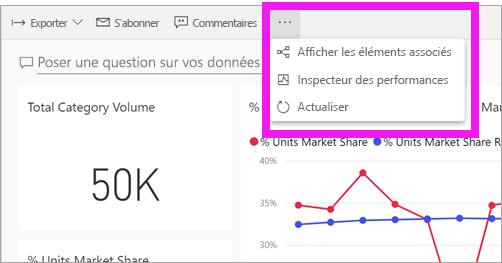 Exporter S'abonner Commentaires ...
Afficher les éléments associés
Poser une question sur vos données
Inspecteur des performances
Actualiser
Total Category Volume
50K
%
% Units Market Share % Units Market Share R
40%
35%
30%
% Units Market Share